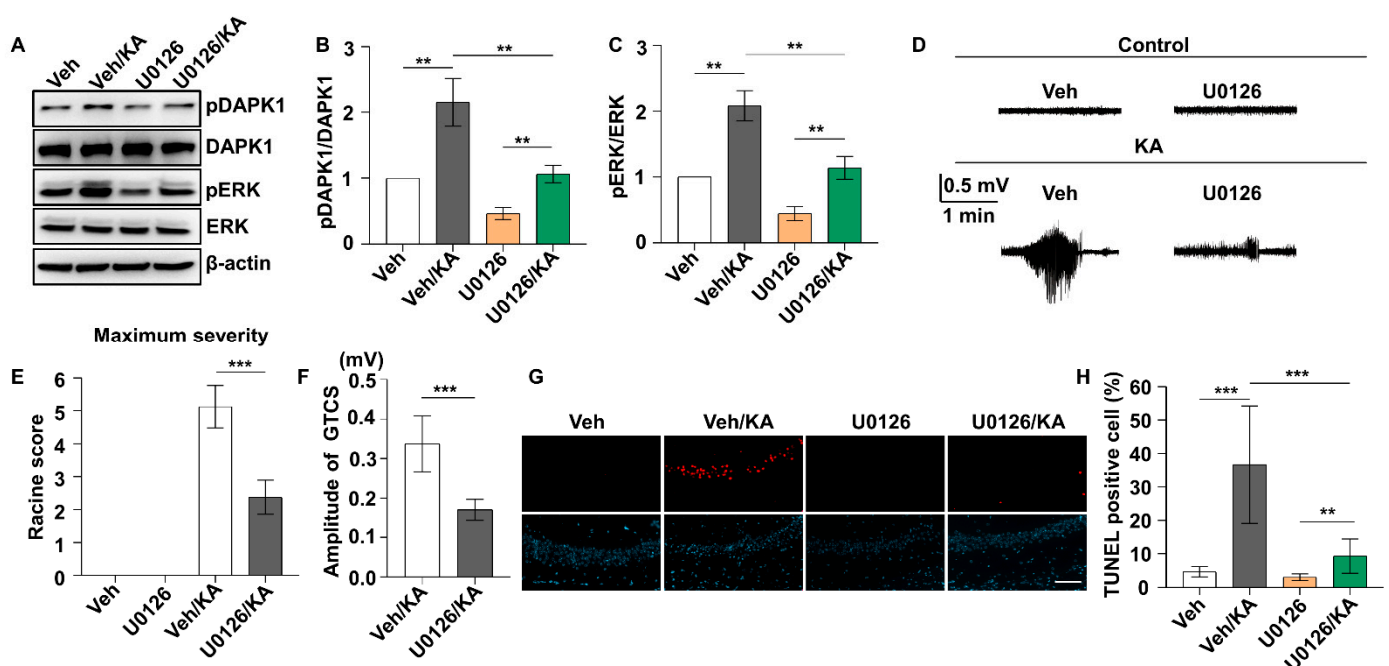 A
Veh
Veh/KA
U0126
U0126/KA
pDAPK1
DAPK1
pERK
ERK
β-actin
B
pDAPK1/DAPK1
3
2
1
0
**
**
**
Veh
Veh/KA
U0126
U0126/KA
C
pERK/ERK
3
2
1
0
**
**
**
Veh
Veh/KA
U0126
U0126/KA
D
Control
Veh
U0126
KA
0.5 mV
1 min
Veh
U0126
E
Maximum severity
Racine score
6
5
4
3
2
1
0
***
Veh
U0126
Veh/KA
U0126/KA
F
(mV)
Amplitude of GTCS
0.5
0.4
0.3
0.2
0.1
0.0
***
Veh/KA
U0126/KA
G
Veh
Veh/KA
U0126
U0126/KA
H
TUNEL positive cell (%)
60
50
40
30
20
10
0
***
***
**
Veh
Veh/KA
U0126
U0126/KA